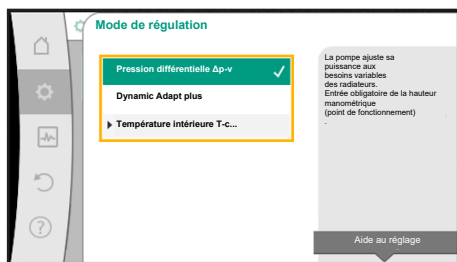 Mode de régulation
Pression différentielle Δp-v
Dynamic Adapt plus
Température intérieure T-c...
La pompe ajuste sa
puissance aux
besoins variables
des radiateurs.
Entrée obligatoire de la hauteur
manométrique
(point de fonctionnement)
.
Aide au réglage